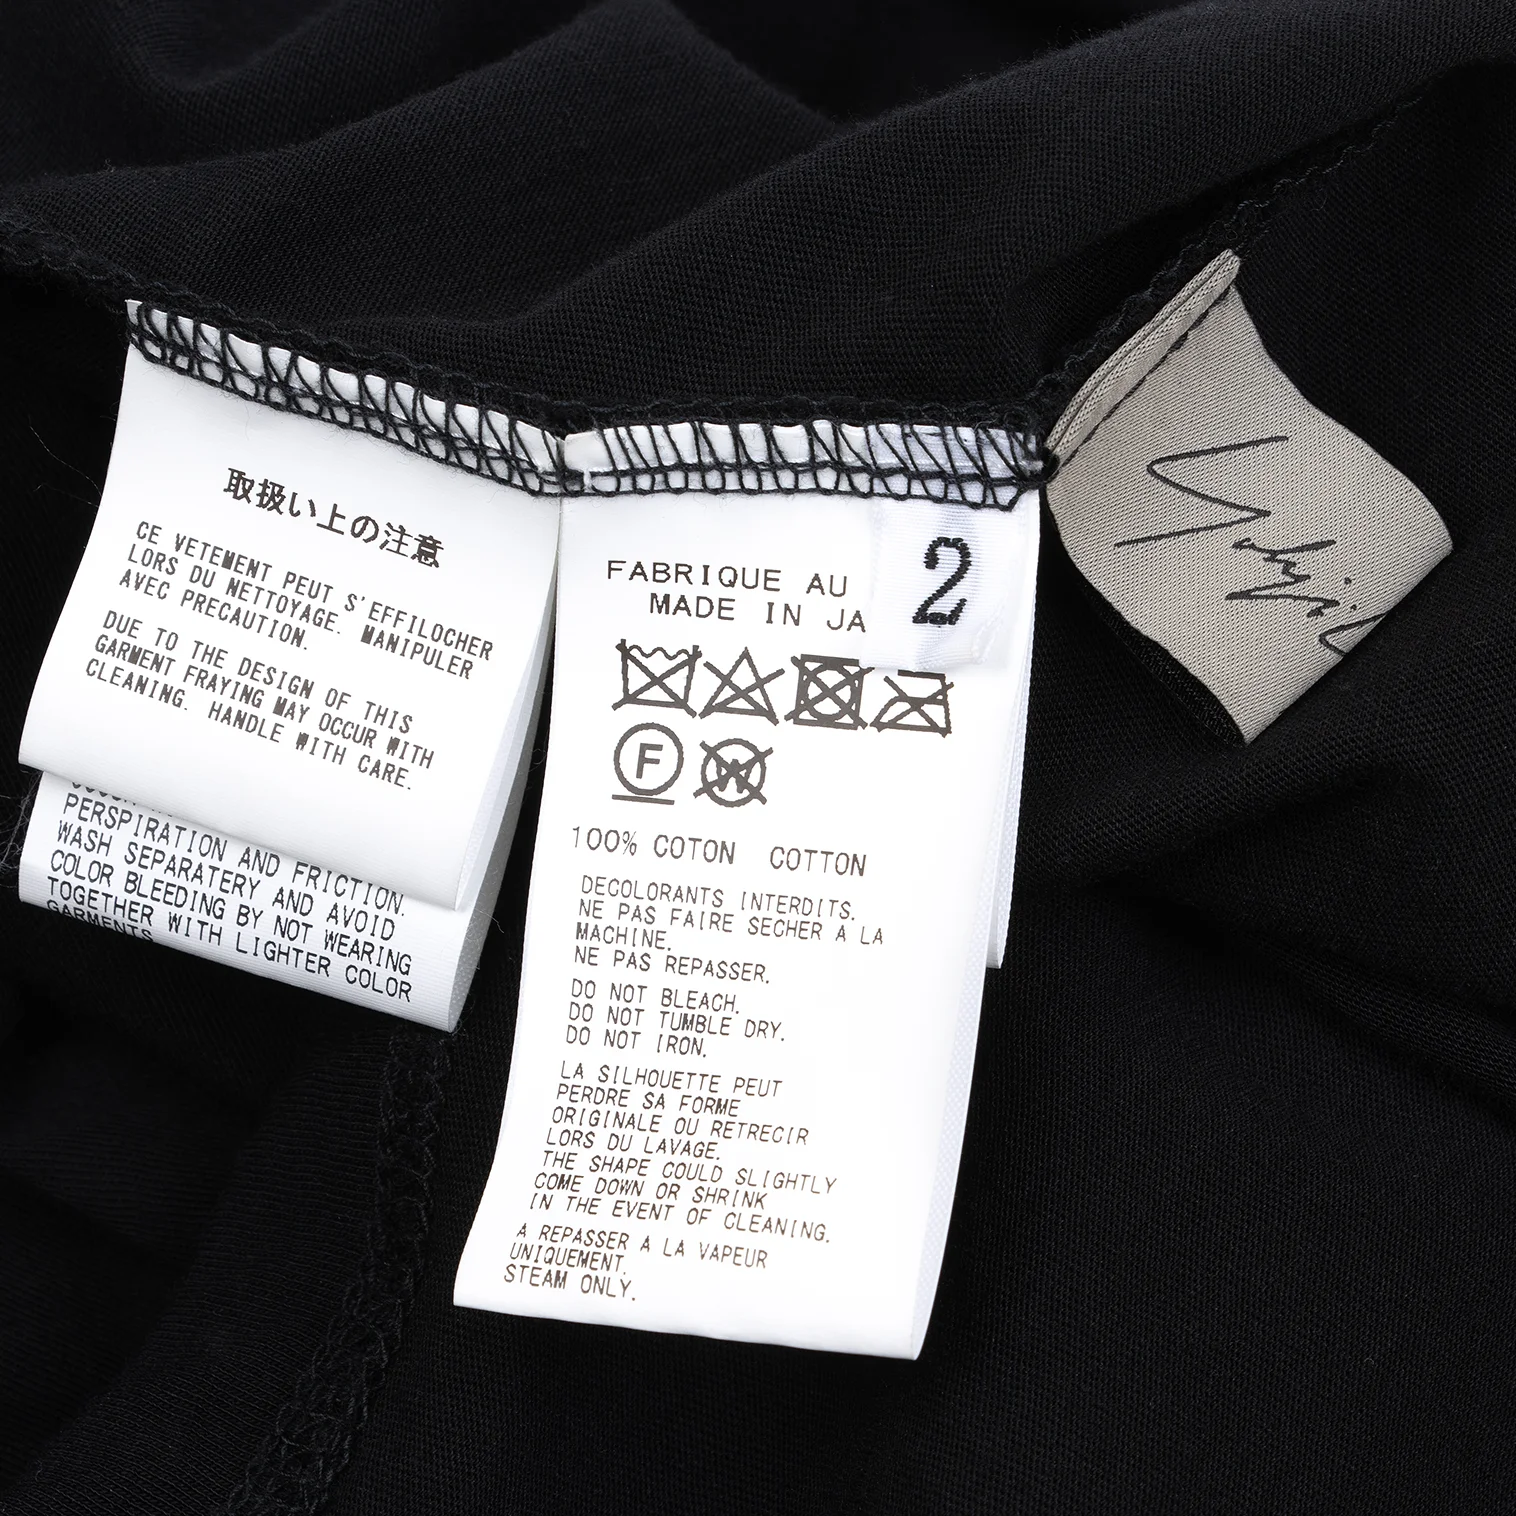 取扱い上の注意
CE VETEMENT PEUT S'EFFILOCHER
LORS DU NETTOYAGE. MANIPULER
AVEC PRECAUTION.
DUE TO THE DESIGN OF THIS
GARMENT FRAYING MAY OCCUR WITH
CLEANING. HANDLE WITH CARE.
PERSPIRATION AND FRICTION.
WASH SEPARATERY AND AVOID
COLOR BLEEDING BY NOT WEARING
TOGETHER WITH LIGHTER COLOR
GARMENTS
FABRIQUE AU
MADE IN JA
2
F
W
100% COTON COTTON
DECOLORANTS INTERDITS.
NE PAS FAIRE SECHER A LA
MACHINE.
NE PAS REPASSER.
DO NOT BLEACH.
DO NOT TUMBLE DRY.
DO NOT IRON.
LA SILHOUETTE PEUT
PERDRE SA FORME
ORIGINALE OU RETRECIR
LORS DU LAVAGE.
THE SHAPE COULD SLIGHTLY
COME DOWN OR SHRINK
IN THE EVENT OF CLEANING.
A REPASSER A LA VAPEUR
UNIQUEMENT.
STEAM ONLY.